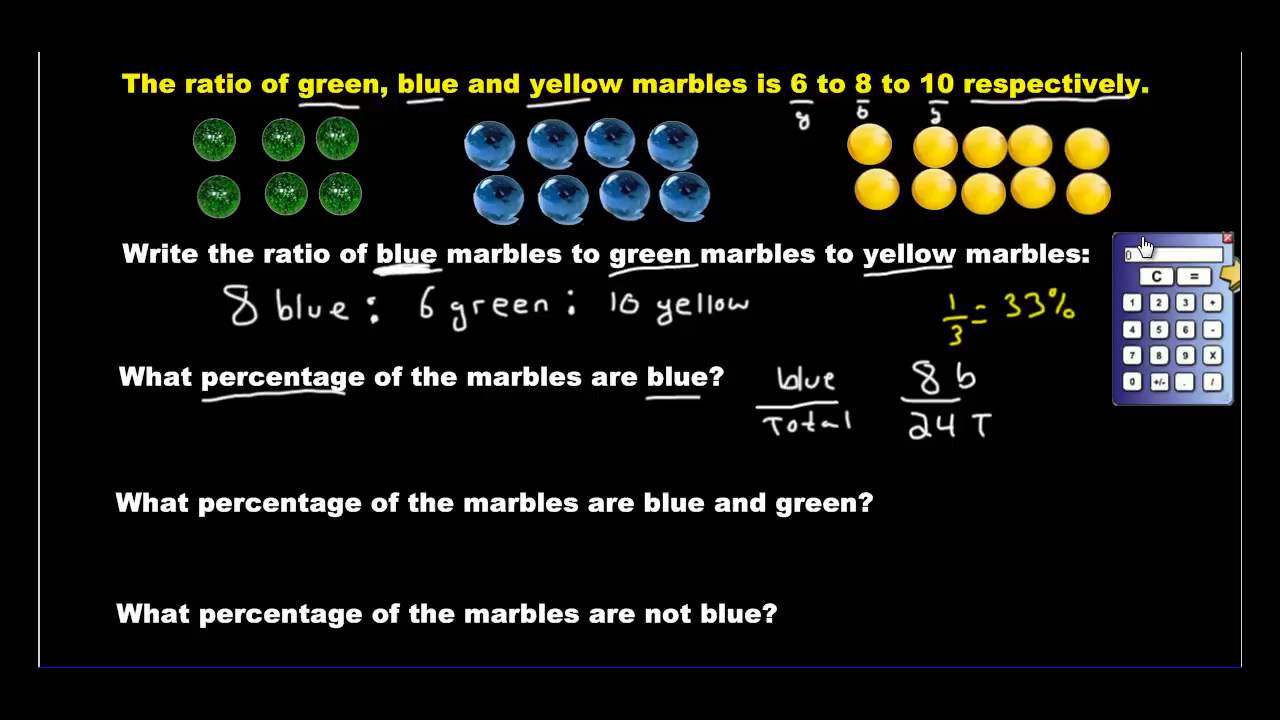 The ratio of green, blue and yellow marbles is 6 to 8 to 10 respectively.
g b y
Write the ratio of blue marbles to green marbles to yellow marbles:
0
C =
1 2 3 +
4 5 6 -
7 8 9 X
0 +/- . /
8 blue : 6 green : 10 yellow
1/3 = 33%
What percentage of the marbles are blue?
blue 8 b
Total 24 T
What percentage of the marbles are blue and green?
What percentage of the marbles are not blue?